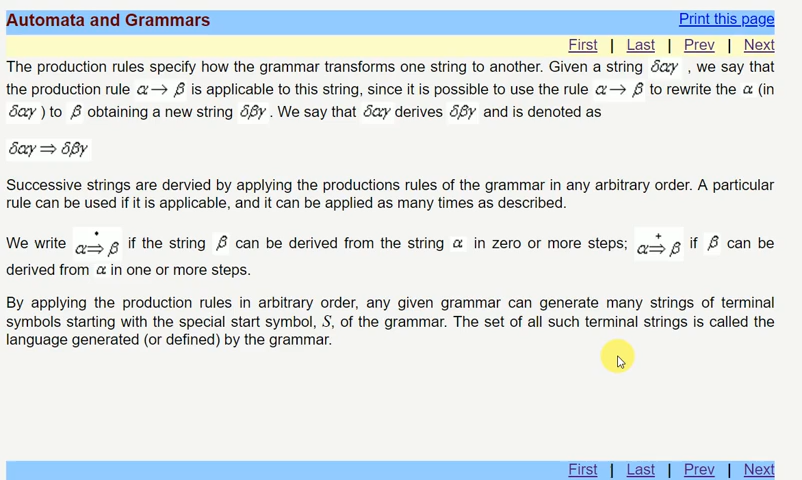 Automata and Grammars Print this page
First | Last | Prev | Next
The production rules specify how the grammar transforms one string to another. Given a string δαγ , we say that
the production rule α → β is applicable to this string, since it is possible to use the rule α → β to rewrite the α (in
δαγ ) to β obtaining a new string δβγ . We say that δαγ derives δβγ and is denoted as
δαγ ⇒ δβγ
Successive strings are dervied by applying the productions rules of the grammar in any arbitrary order. A particular
rule can be used if it is applicable, and it can be applied as many times as described.
We write α ⇒* β if the string β can be derived from the string α in zero or more steps; α ⇒+ β if β can be
derived from α in one or more steps.
By applying the production rules in arbitrary order, any given grammar can generate many strings of terminal
symbols starting with the special start symbol, S, of the grammar. The set of all such terminal strings is called the
language generated (or defined) by the grammar.
First | Last | Prev | Next